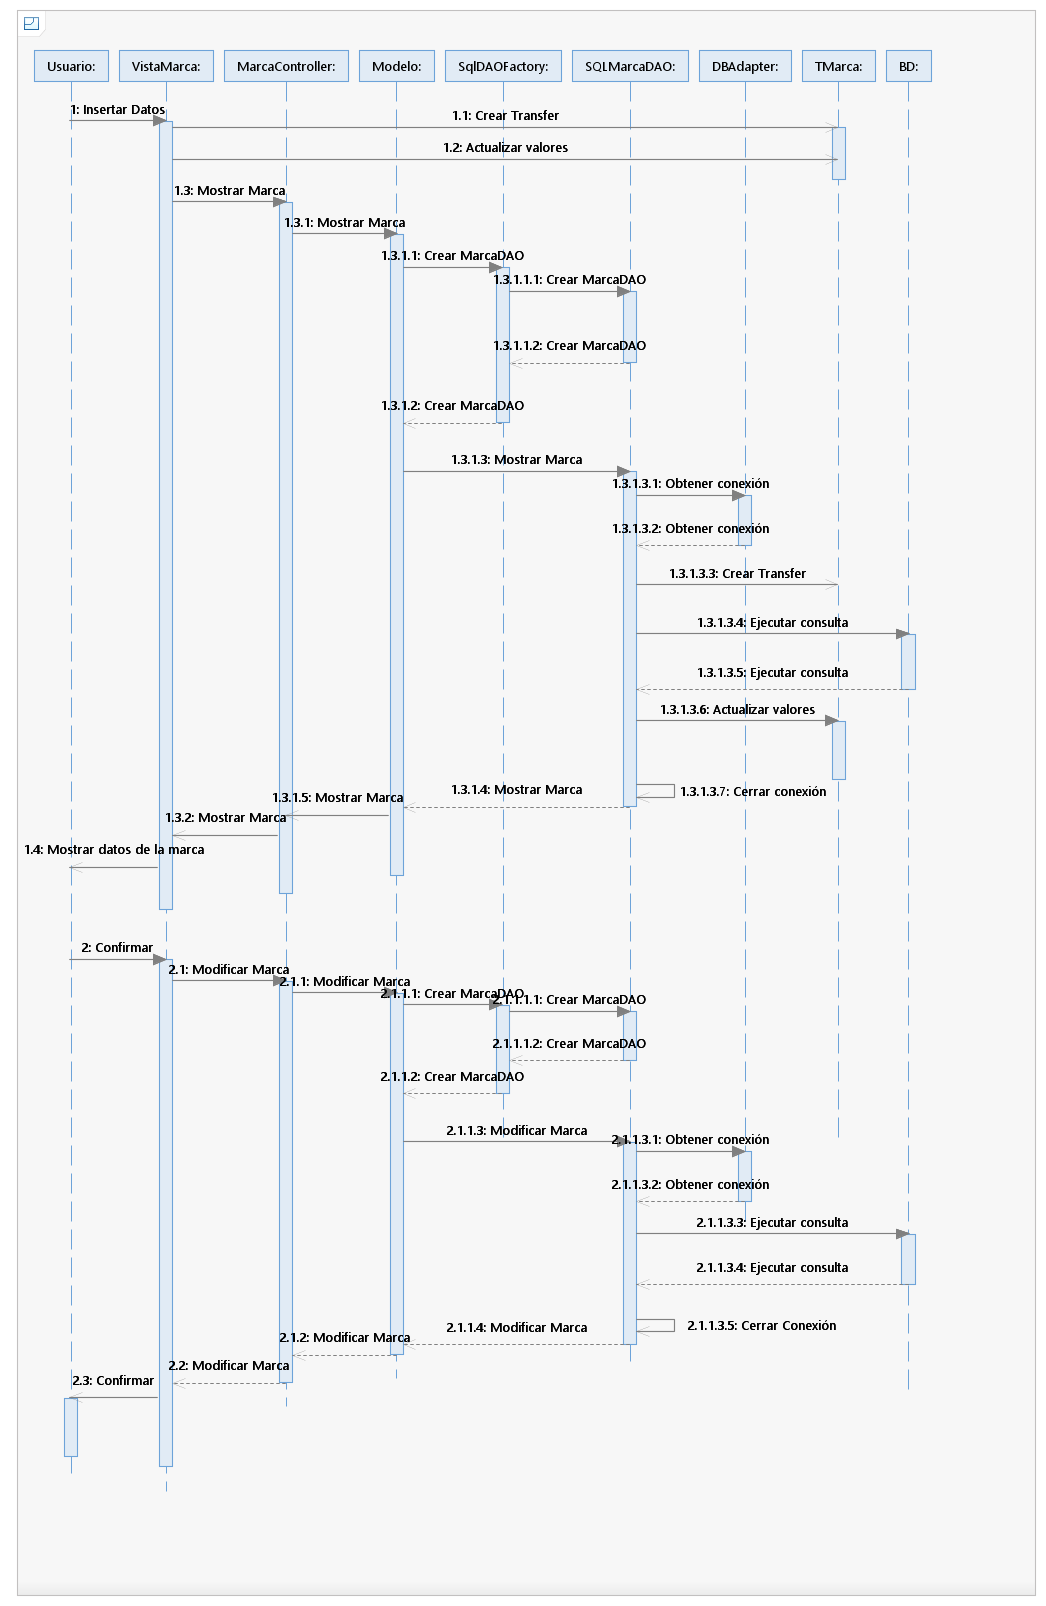 Usuario:
VistaMarca:
MarcaController:
Modelo:
SqlDAOFactory:
SQLMarcaDAO:
DBAdapter:
TMarca:
BD:
1: Insertar Datos
1.1: Crear Transfer
1.2: Actualizar valores
1.3: Mostrar Marca
1.3.1: Mostrar Marca
1.3.1.1: Crear MarcaDAO
1.3.1.1.1: Crear MarcaDAO
1.3.1.1.2: Crear MarcaDAO
1.3.1.2: Crear MarcaDAO
1.3.1.3: Mostrar Marca
1.3.1.3.1: Obtener conexión
1.3.1.3.2: Obtener conexión
1.3.1.3.3: Crear Transfer
1.3.1.3.4: Ejecutar consulta
1.3.1.3.5: Ejecutar consulta
1.3.1.3.6: Actualizar valores
1.3.1.3.7: Cerrar conexión
1.3.1.4: Mostrar Marca
1.3.1.5: Mostrar Marca
1.3.2: Mostrar Marca
1.4: Mostrar datos de la marca
2: Confirmar
2.1: Modificar Marca
2.1.1: Modificar Marca
2.1.1.1: Crear MarcaDAO
2.1.1.1.1: Crear MarcaDAO
2.1.1.1.2: Crear MarcaDAO
2.1.1.2: Crear MarcaDAO
2.1.1.3: Modificar Marca
2.1.1.3.1: Obtener conexión
2.1.1.3.2: Obtener conexión
2.1.1.3.3: Ejecutar consulta
2.1.1.3.4: Ejecutar consulta
2.1.1.3.5: Cerrar Conexión
2.1.1.4: Modificar Marca
2.1.2: Modificar Marca
2.2: Modificar Marca
2.3: Confirmar